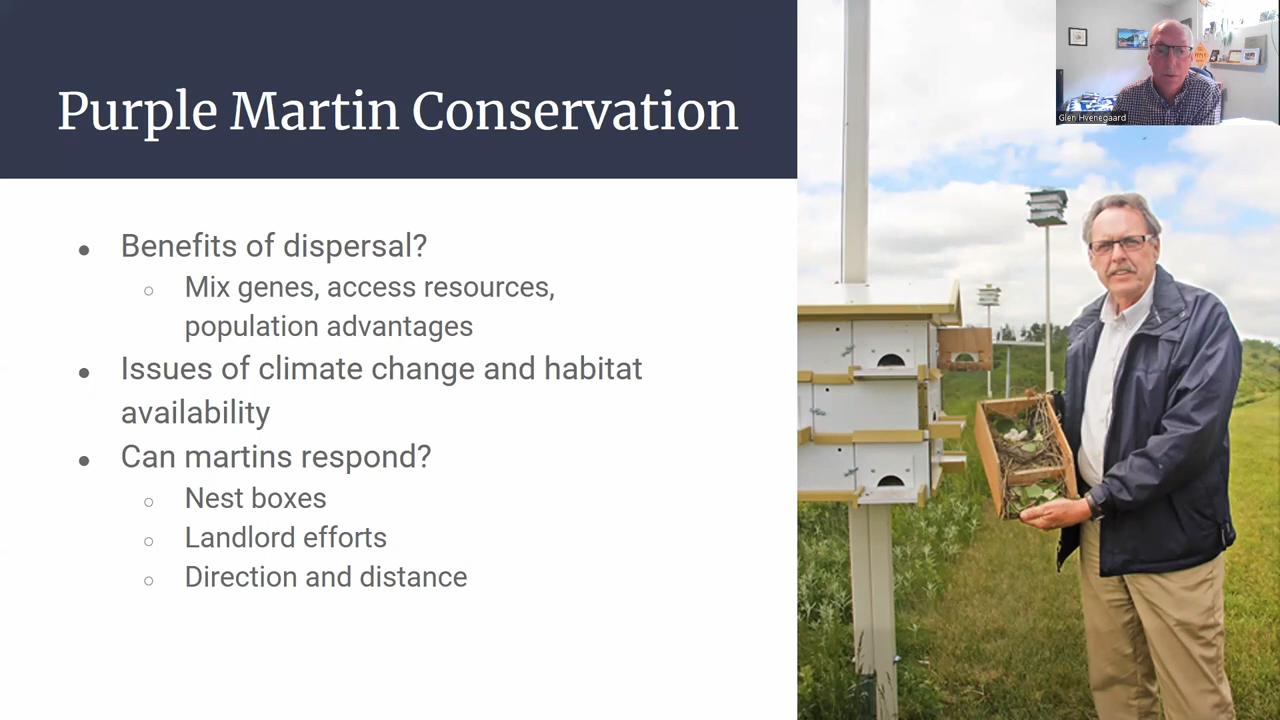 Purple Martin Conservation
Benefits of dispersal?
Mix genes, access resources,
population advantages
Issues of climate change and habitat
availability
Can martins respond?
Nest boxes
Landlord efforts
Direction and distance
Glen Hvenegaard